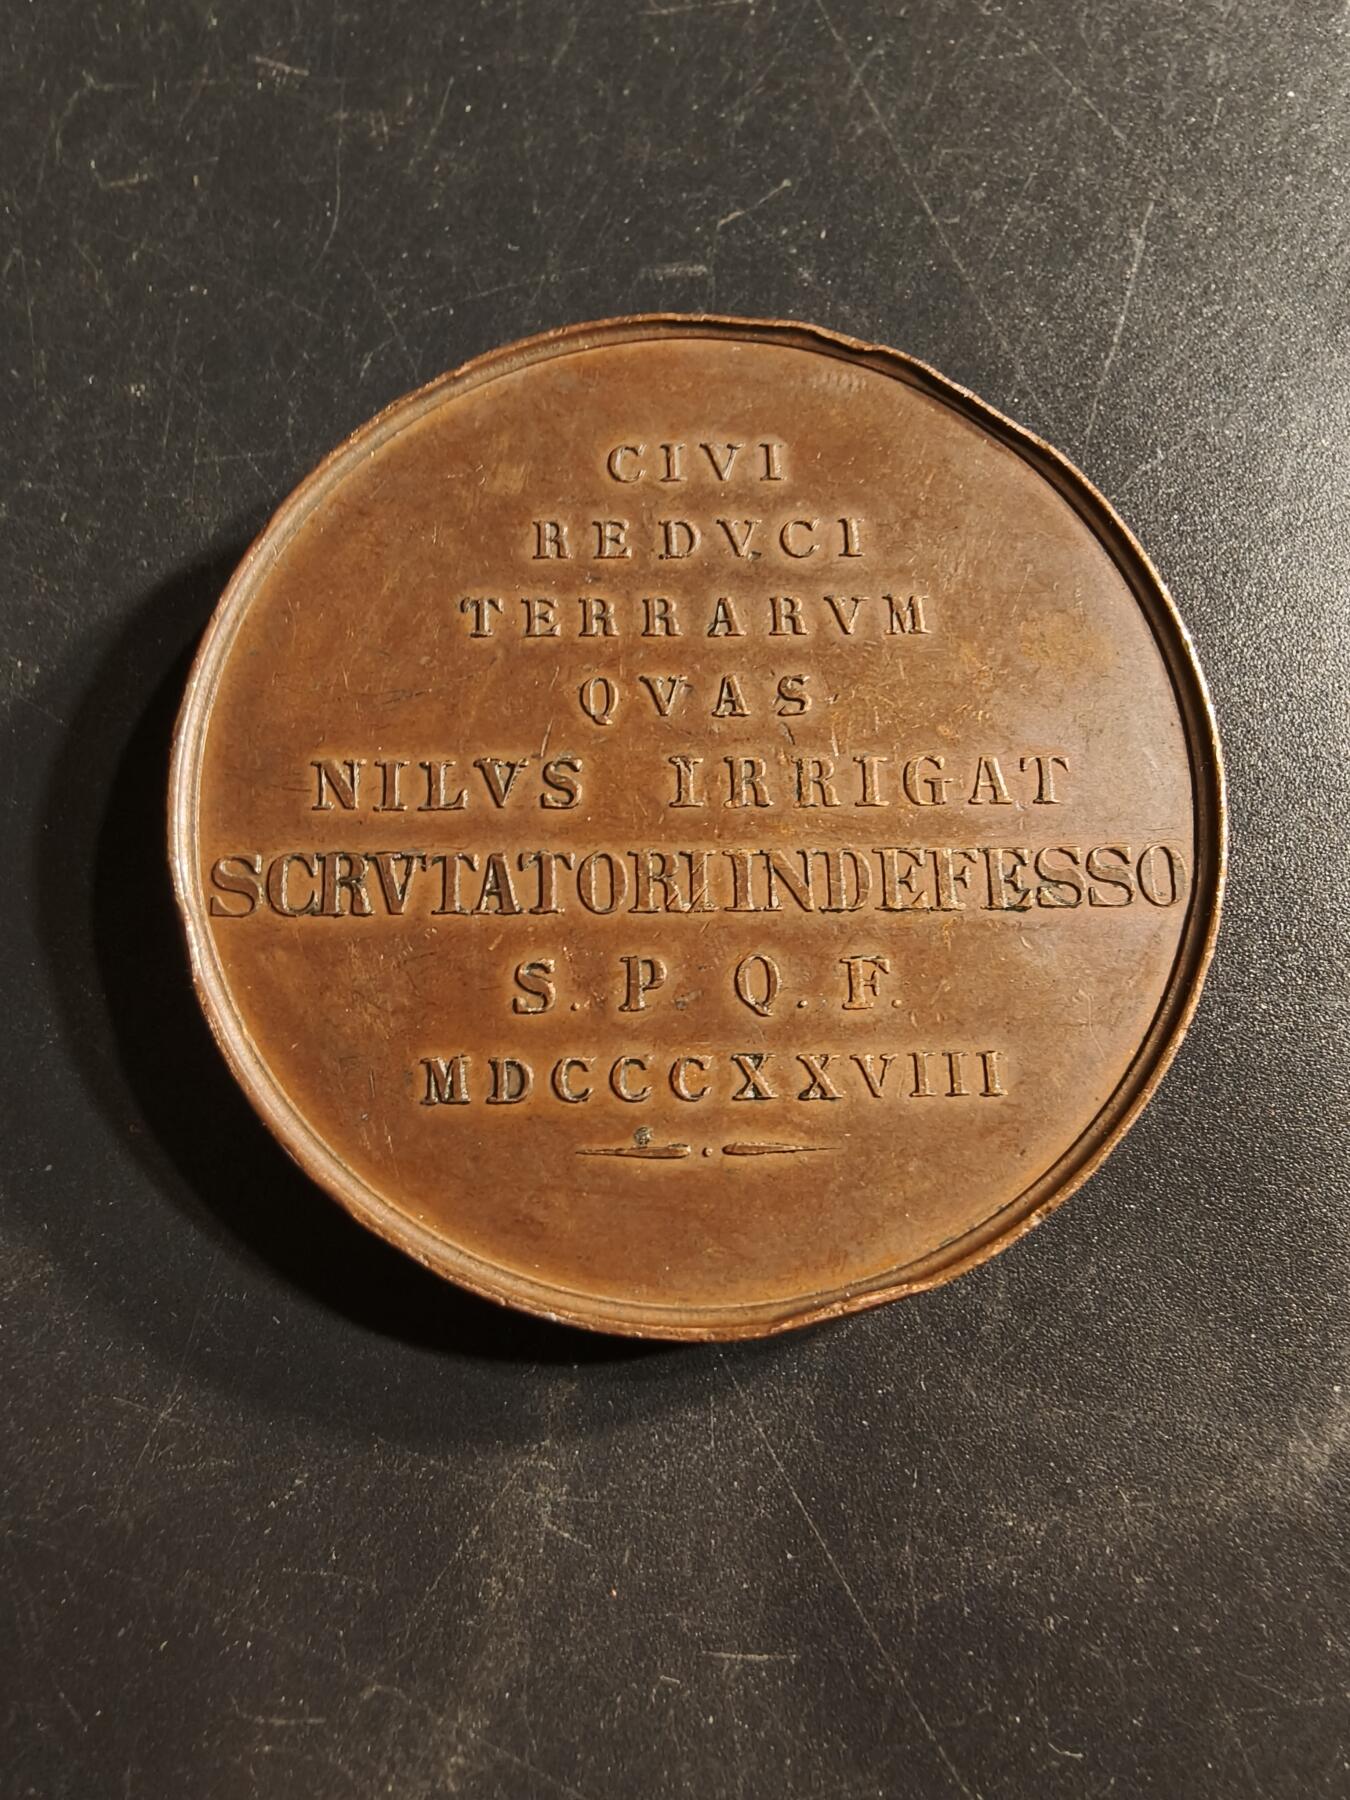 CIVI
REDVCI
TERRARVM
QVAS
NILVS IRRIGAT
SCRVTATORI INDEFESSO
S. P. Q. F.
MDCCCXXVIII